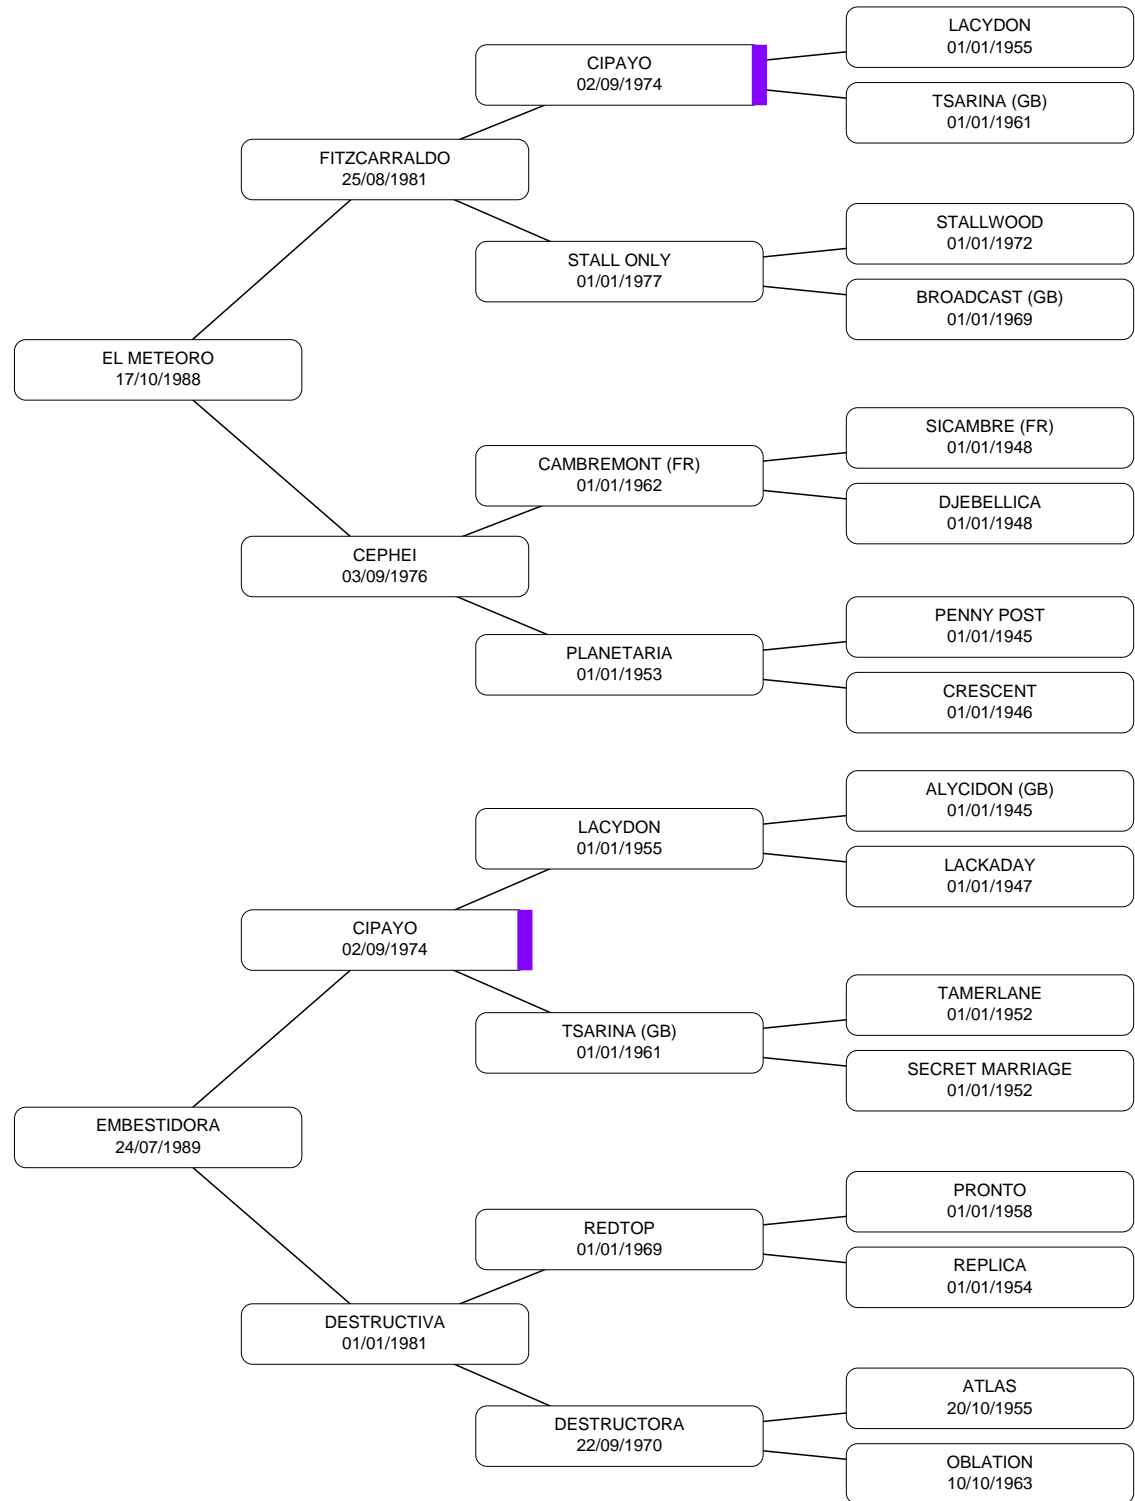 LACYDON
01/01/1955
CIPAYO
02/09/1974
TSARINA (GB)
01/01/1961
FITZCARRALDO
25/08/1981
STALLWOOD
01/01/1972
STALL ONLY
01/01/1977
BROADCAST (GB)
01/01/1969
EL METEORO
17/10/1988
SICAMBRE (FR)
01/01/1948
CAMBREMONT (FR)
01/01/1962
DJEBELLICA
01/01/1948
CEPHEI
03/09/1976
PENNY POST
01/01/1945
PLANETARIA
01/01/1953
CRESCENT
01/01/1946
ALYCIDON (GB)
01/01/1945
LACYDON
01/01/1955
LACKADAY
01/01/1947
CIPAYO
02/09/1974
TAMERLANE
01/01/1952
TSARINA (GB)
01/01/1961
SECRET MARRIAGE
01/01/1952
EMBESTIDORA
24/07/1989
PRONTO
01/01/1958
REDTOP
01/01/1969
REPLICA
01/01/1954
DESTRUCTIVA
01/01/1981
ATLAS
20/10/1955
DESTRUCTORA
22/09/1970
OBLATION
10/10/1963